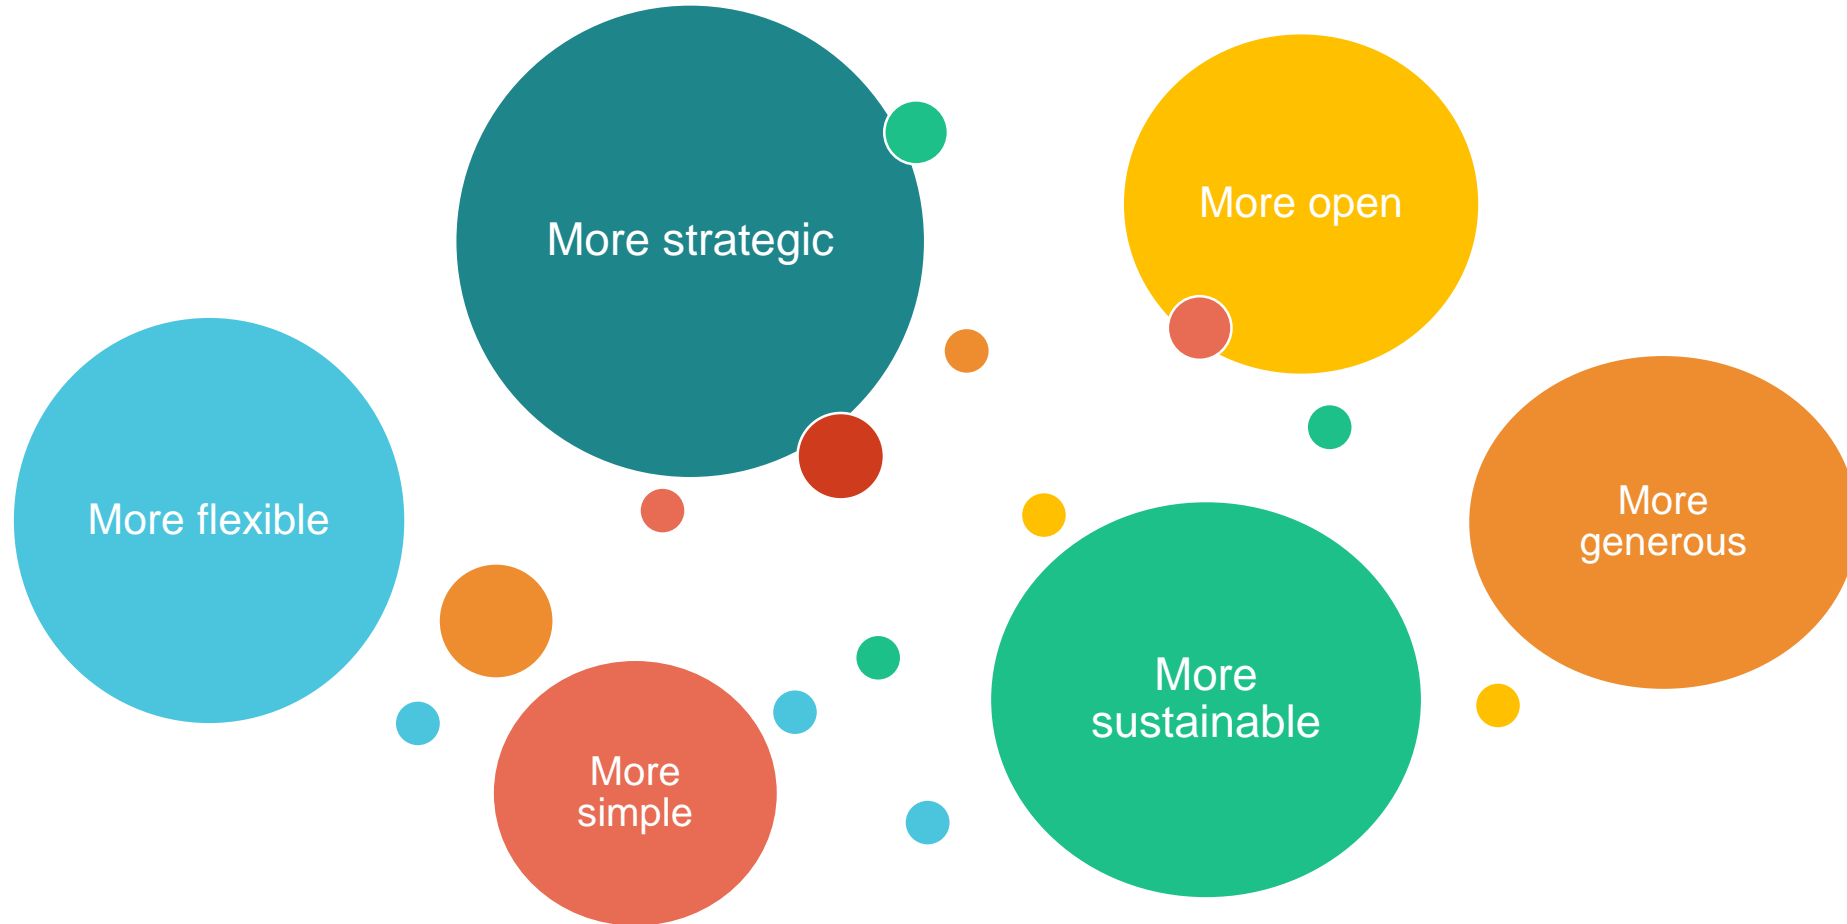 More strategic
More open
More flexible
More
generous
More
sustainable
More
simple